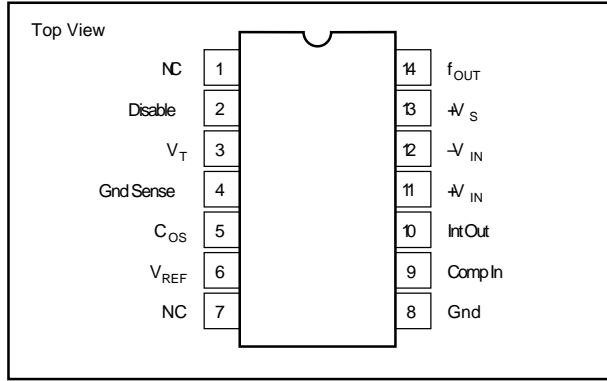 Top View
NC 1 14 fOUT
Disable 2 13 +VS
VT 3 12 –VIN
Gnd Sense 4 11 +VIN
COS 5 10 Int Out
VREF 6 9 Comp In
NC 7 8 Gnd